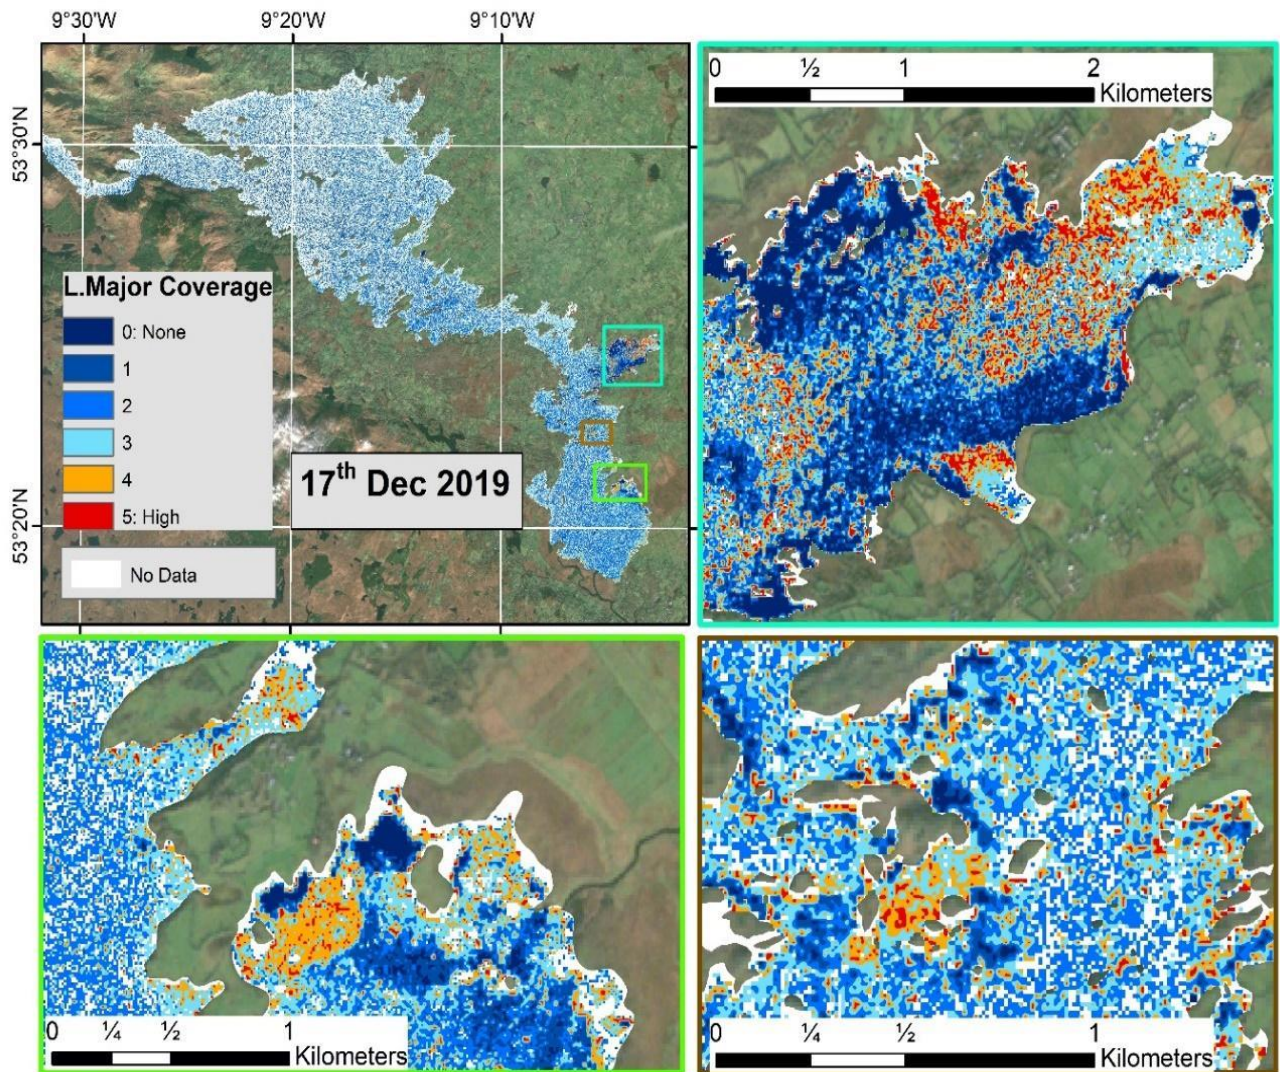 9°30'W 9°20'W 9°10'W
53°30'N
53°20'N
L.Major Coverage
0: None
1
2
3
4
5: High
No Data
17th Dec 2019
0 ½ 1 2
Kilometers
0 ¼ ½ 1
Kilometers
0 ¼ ½ 1
Kilometers